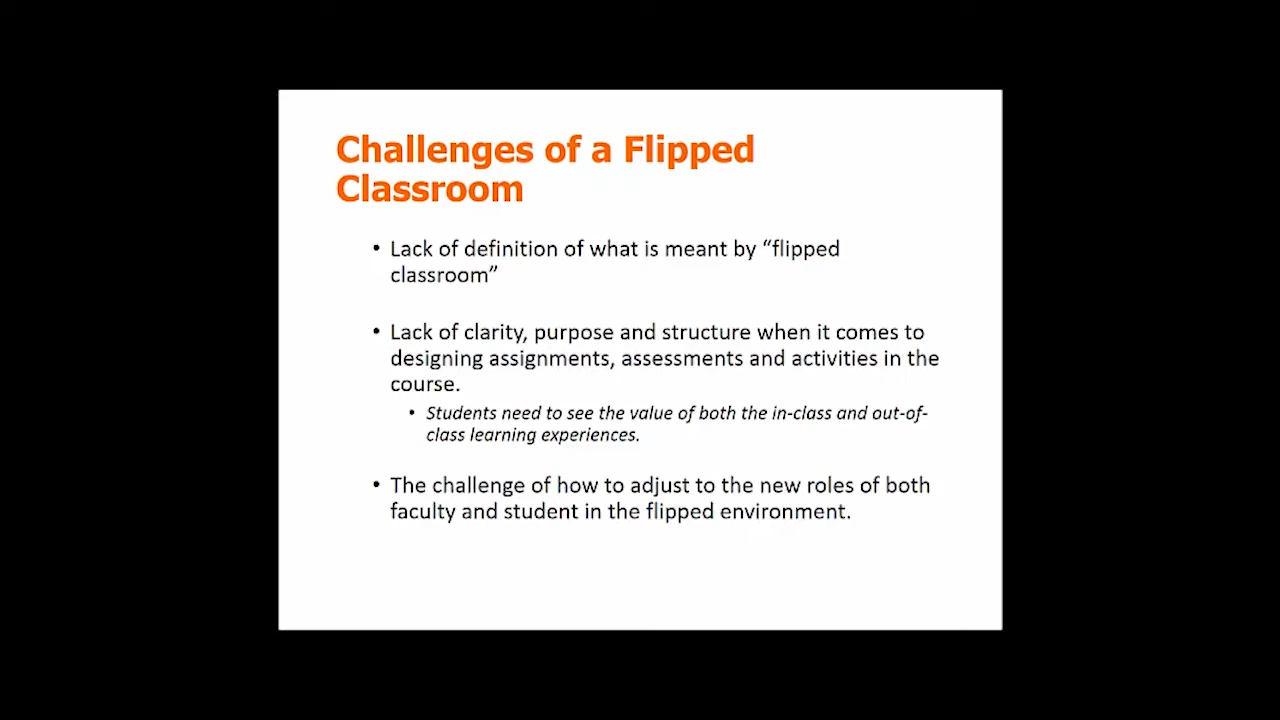 Challenges of a Flipped
Classroom
• Lack of definition of what is meant by “flipped
classroom”
• Lack of clarity, purpose and structure when it comes to
designing assignments, assessments and activities in the
course.
• Students need to see the value of both the in-class and out-of-
class learning experiences.
• The challenge of how to adjust to the new roles of both
faculty and student in the flipped environment.